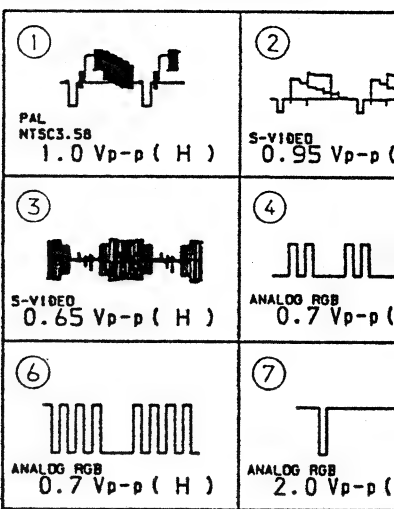 1
PAL
NTSC3.58
1.0 Vp-p ( H )
2
S-VIDEO
0.95 Vp-p (
3
S-VIDEO
0.65 Vp-p ( H )
4
ANALOG RGB
0.7 Vp-p (
6
ANALOG RGB
0.7 Vp-p ( H )
7
ANALOG RGB
2.0 Vp-p (